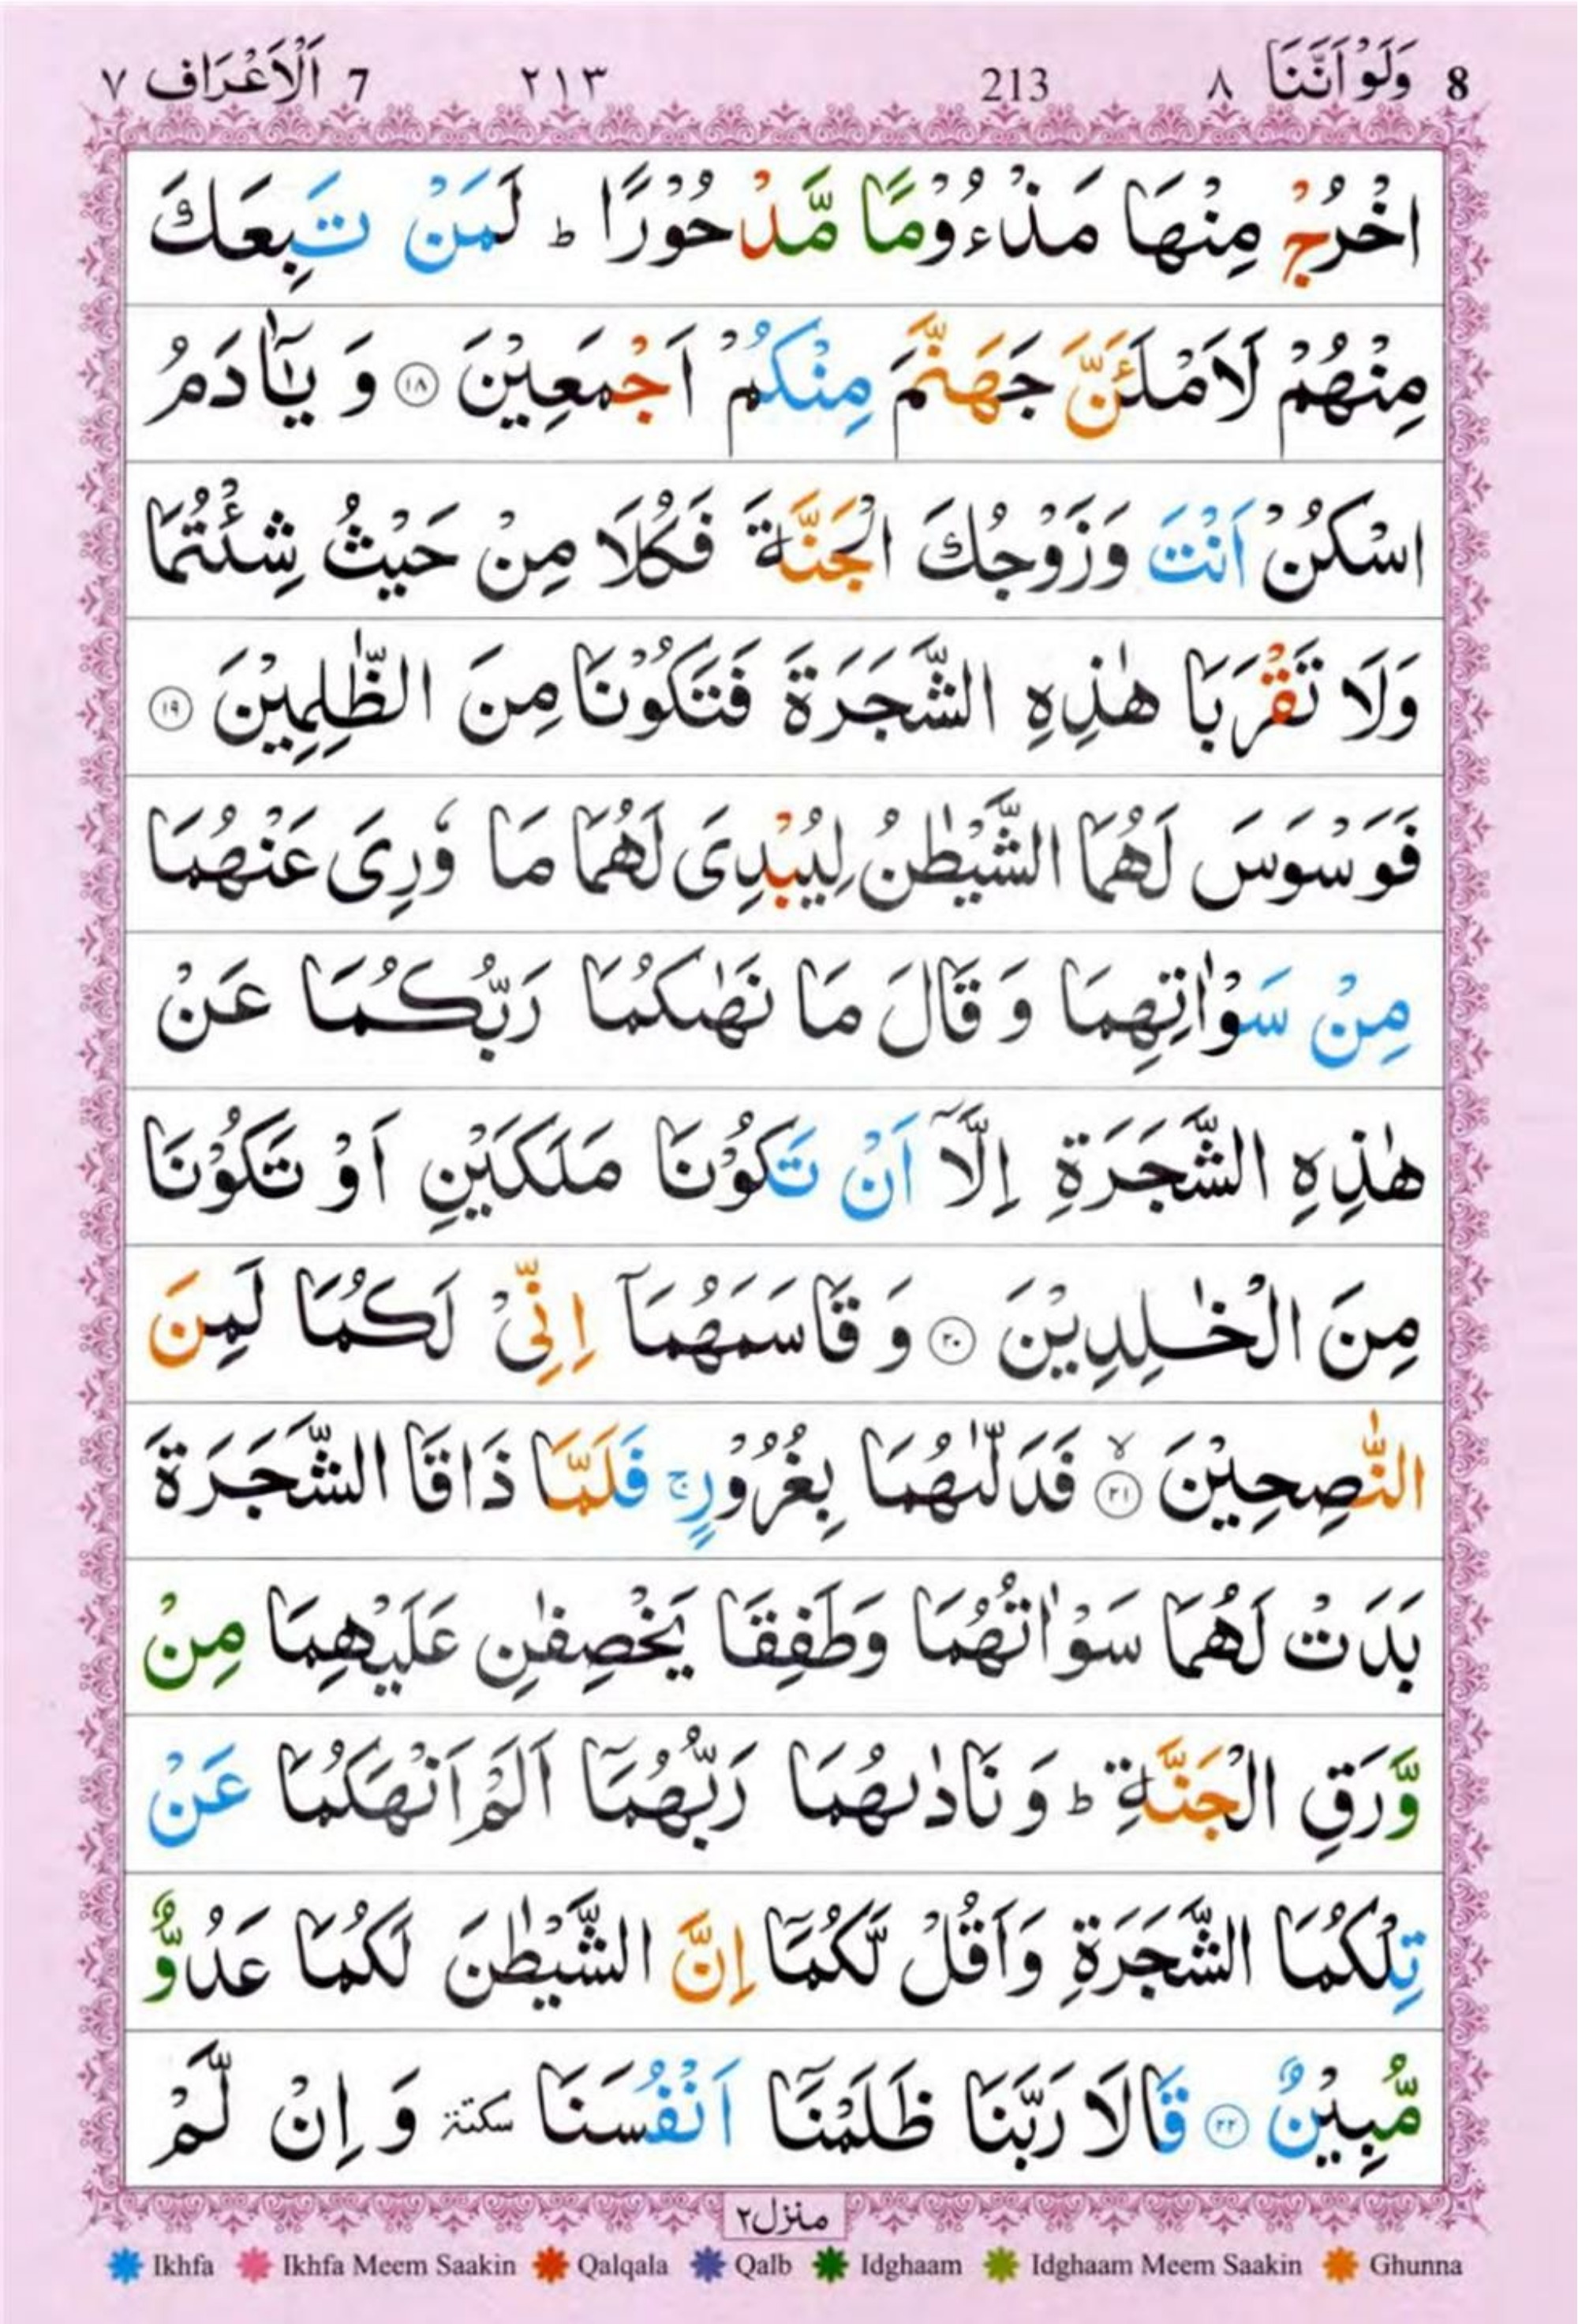 8 وَلَوْ اَنَّنَا ٨ 213 ٢١٣ 7 اَلْاَعْرَاف ٧
اخْرُجْ مِنْهَا مَذْءُوْمًا مَّدْحُوْرًا ؕ لَمَنْ تَبِعَكَ
مِنْهُمْ لَاَمْلَـَٔنَّ جَهَنَّمَ مِنْكُمْ اَجْمَعِيْنَ ۝١٨ وَ يٰۤاٰدَمُ
اسْكُنْ اَنْتَ وَزَوْجُكَ الْجَنَّةَ فَكُلَا مِنْ حَيْثُ شِئْتُمَا
وَلَا تَقْرَبَا هٰذِهِ الشَّجَرَةَ فَتَكُوْنَا مِنَ الظّٰلِمِيْنَ ۝١٩
فَوَسْوَسَ لَهُمَا الشَّيْطٰنُ لِيُبْدِىَ لَهُمَا مَا وٗرِىَ عَنْهُمَا
مِنْ سَوْاٰتِهِمَا وَ قَالَ مَا نَهٰىكُمَا رَبُّكُمَا عَنْ
هٰذِهِ الشَّجَرَةِ اِلَّاۤ اَنْ تَكُوْنَا مَلَكَيْنِ اَوْ تَكُوْنَا
مِنَ الْخٰلِدِيْنَ ۝٢٠ وَ قَاسَمَهُمَاۤ اِنِّىْ لَكُمَا لَمِنَ
النّٰصِحِيْنَ ۙ۝٢١ فَدَلّٰىهُمَا بِغُرُوْرٍ ۚ فَلَمَّا ذَاقَا الشَّجَرَةَ
بَدَتْ لَهُمَا سَوْاٰتُهُمَا وَطَفِقَا يَخْصِفٰنِ عَلَيْهِمَا مِنْ
وَّرَقِ الْجَنَّةِ ؕ وَ نَادٰىهُمَا رَبُّهُمَاۤ اَلَمْ اَنْهَكُمَا عَنْ
تِلْكُمَا الشَّجَرَةِ وَاَقُلْ لَّكُمَاۤ اِنَّ الشَّيْطٰنَ لَكُمَا عَدُوٌّ
مُّبِيْنٌ ۝٢٢ قَالَا رَبَّنَا ظَلَمْنَاۤ اَنْفُسَنَا سكتة وَ اِنْ لَّمْ
منزل٢
Ikhfa Ikhfa Meem Saakin Qalqala Qalb Idghaam Idghaam Meem Saakin Ghunna